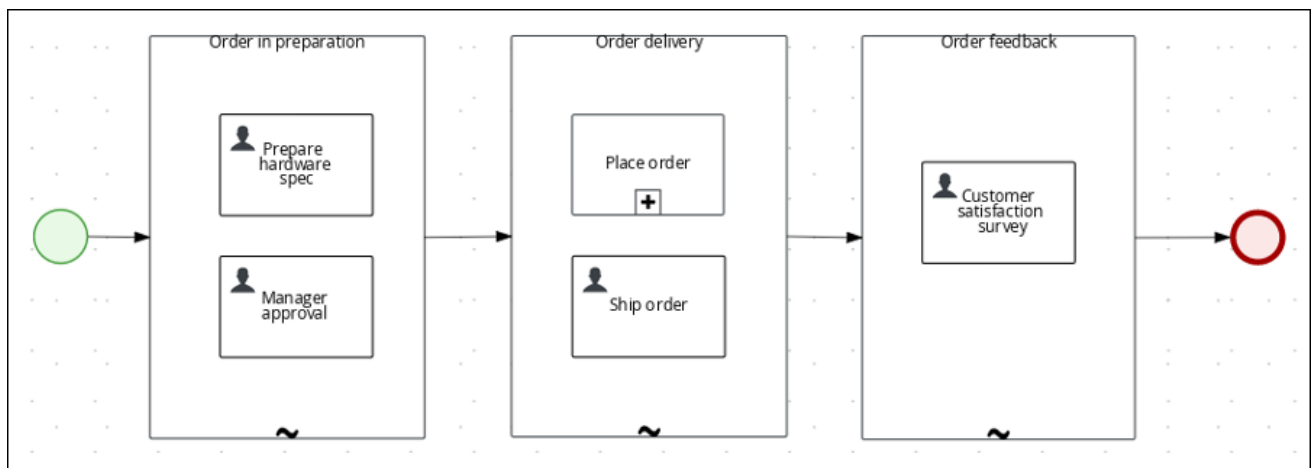 Order in preparation
Prepare
hardware
spec
Manager
approval
Order delivery
Place order
Ship order
Order feedback
Customer
satisfaction
survey